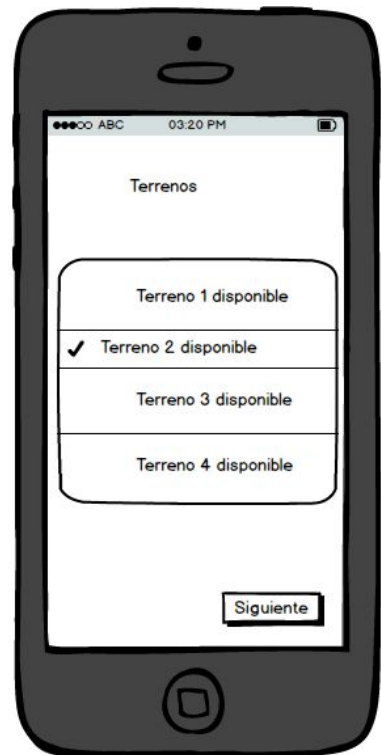 ABC 03:20 PM
Terrenos
Terreno 1 disponible
Terreno 2 disponible
Terreno 3 disponible
Terreno 4 disponible
Siguiente